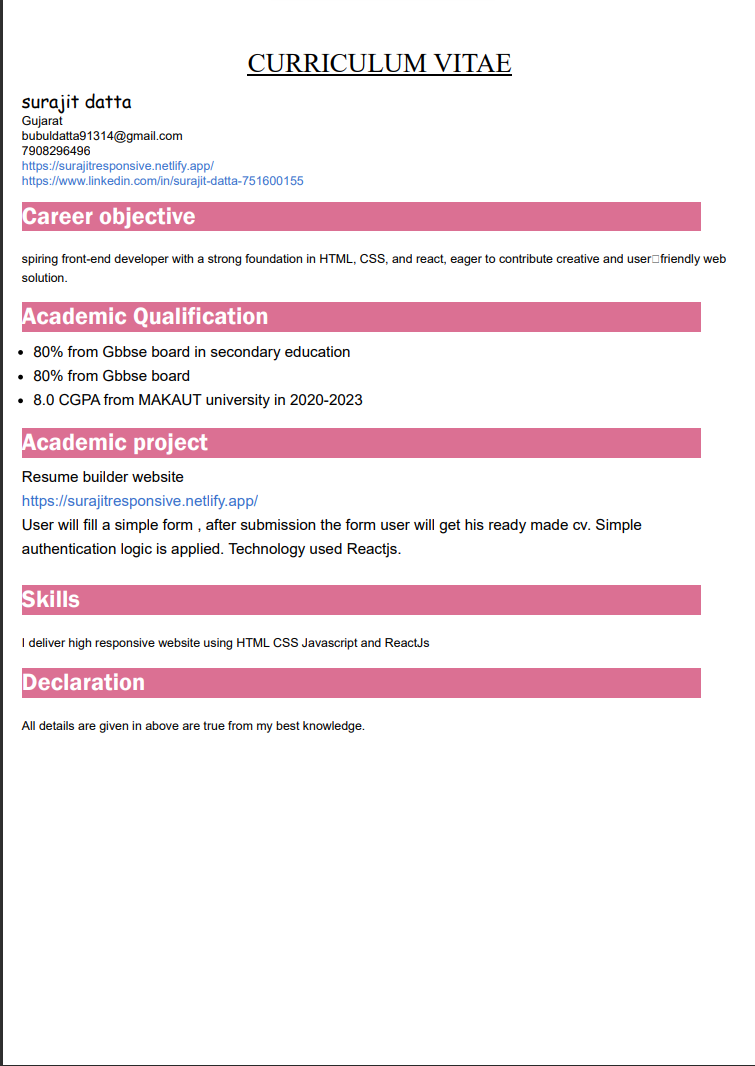 CURRICULUM VITAE
surajit datta
Gujarat
bubuldatta91314@gmail.com
7908296496
https://surajitresponsive.netlify.app/
https://www.linkedin.com/in/surajit-datta-751600155
Career objective
spiring front-end developer with a strong foundation in HTML, CSS, and react, eager to contribute creative and user□friendly web
solution.
Academic Qualification
• 80% from Gbbse board in secondary education
• 80% from Gbbse board
• 8.0 CGPA from MAKAUT university in 2020-2023
Academic project
Resume builder website
https://surajitresponsive.netlify.app/
User will fill a simple form , after submission the form user will get his ready made cv. Simple
authentication logic is applied. Technology used Reactjs.
Skills
I deliver high responsive website using HTML CSS Javascript and ReactJs
Declaration
All details are given in above are true from my best knowledge.